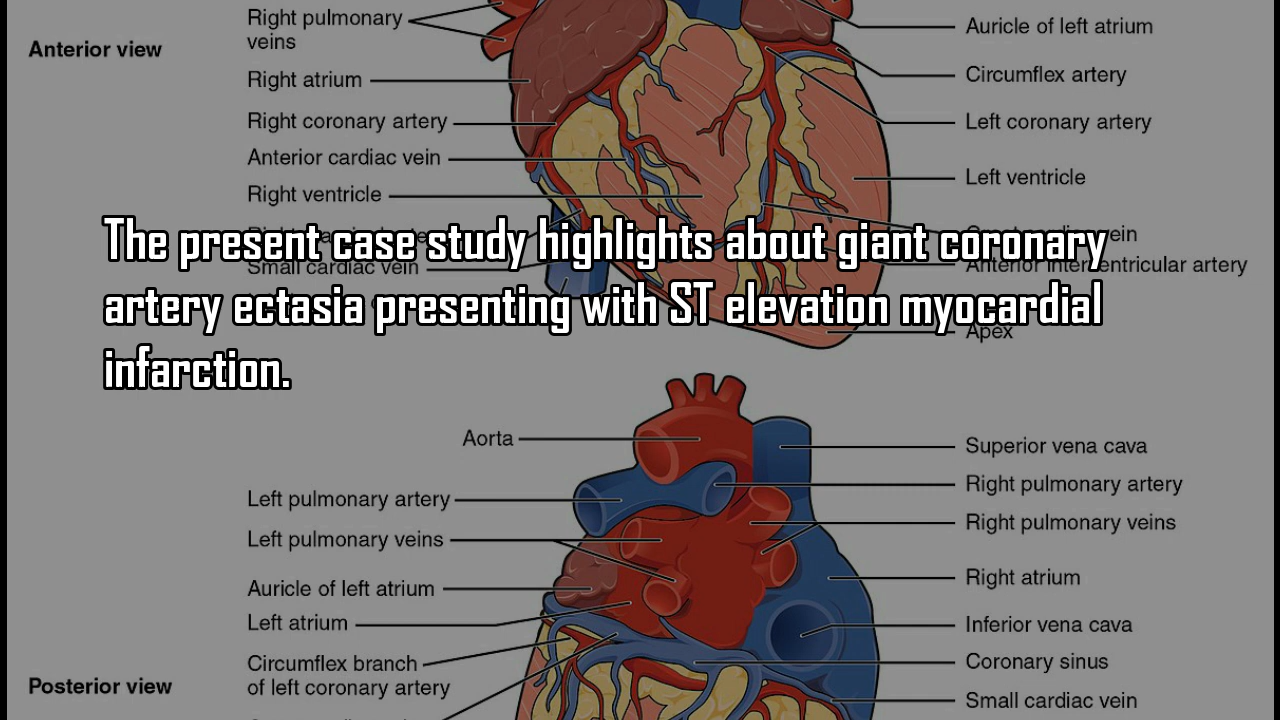 Anterior view
Right pulmonary
veins
Right atrium
Right coronary artery
Anterior cardiac vein
Right ventricle
Small cardiac vein
Auricle of left atrium
Circumflex artery
Left coronary artery
Left ventricle
vein
Anterior interventricular artery
Apex
The present case study highlights about giant coronary
artery ectasia presenting with ST elevation myocardial
infarction.
Posterior view
Aorta
Left pulmonary artery
Left pulmonary veins
Auricle of left atrium
Left atrium
Circumflex branch
of left coronary artery
Superior vena cava
Right pulmonary artery
Right pulmonary veins
Right atrium
Inferior vena cava
Coronary sinus
Small cardiac vein